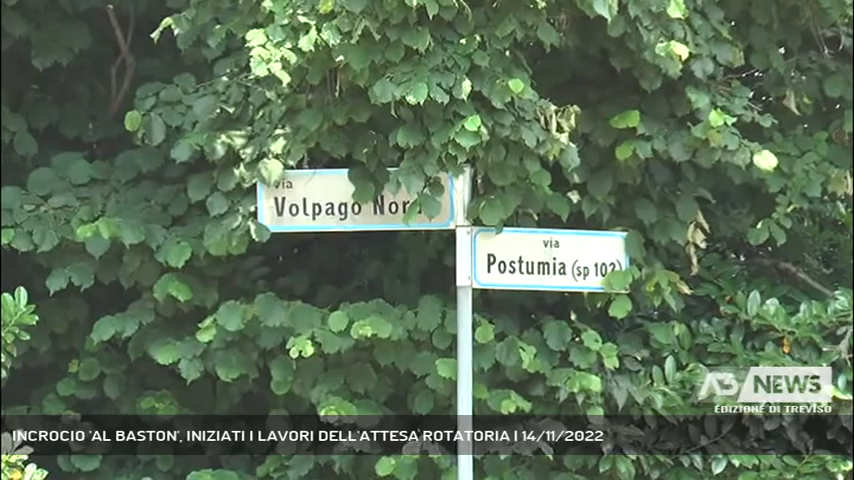 via
Volpago Nord
via
Postumia (sp 102)
A3 NEWS
EDIZIONE DI TREVISO
INCROCIO 'AL BASTON', INIZIATI I LAVORI DELL'ATTESA ROTATORIA | 14/11/2022